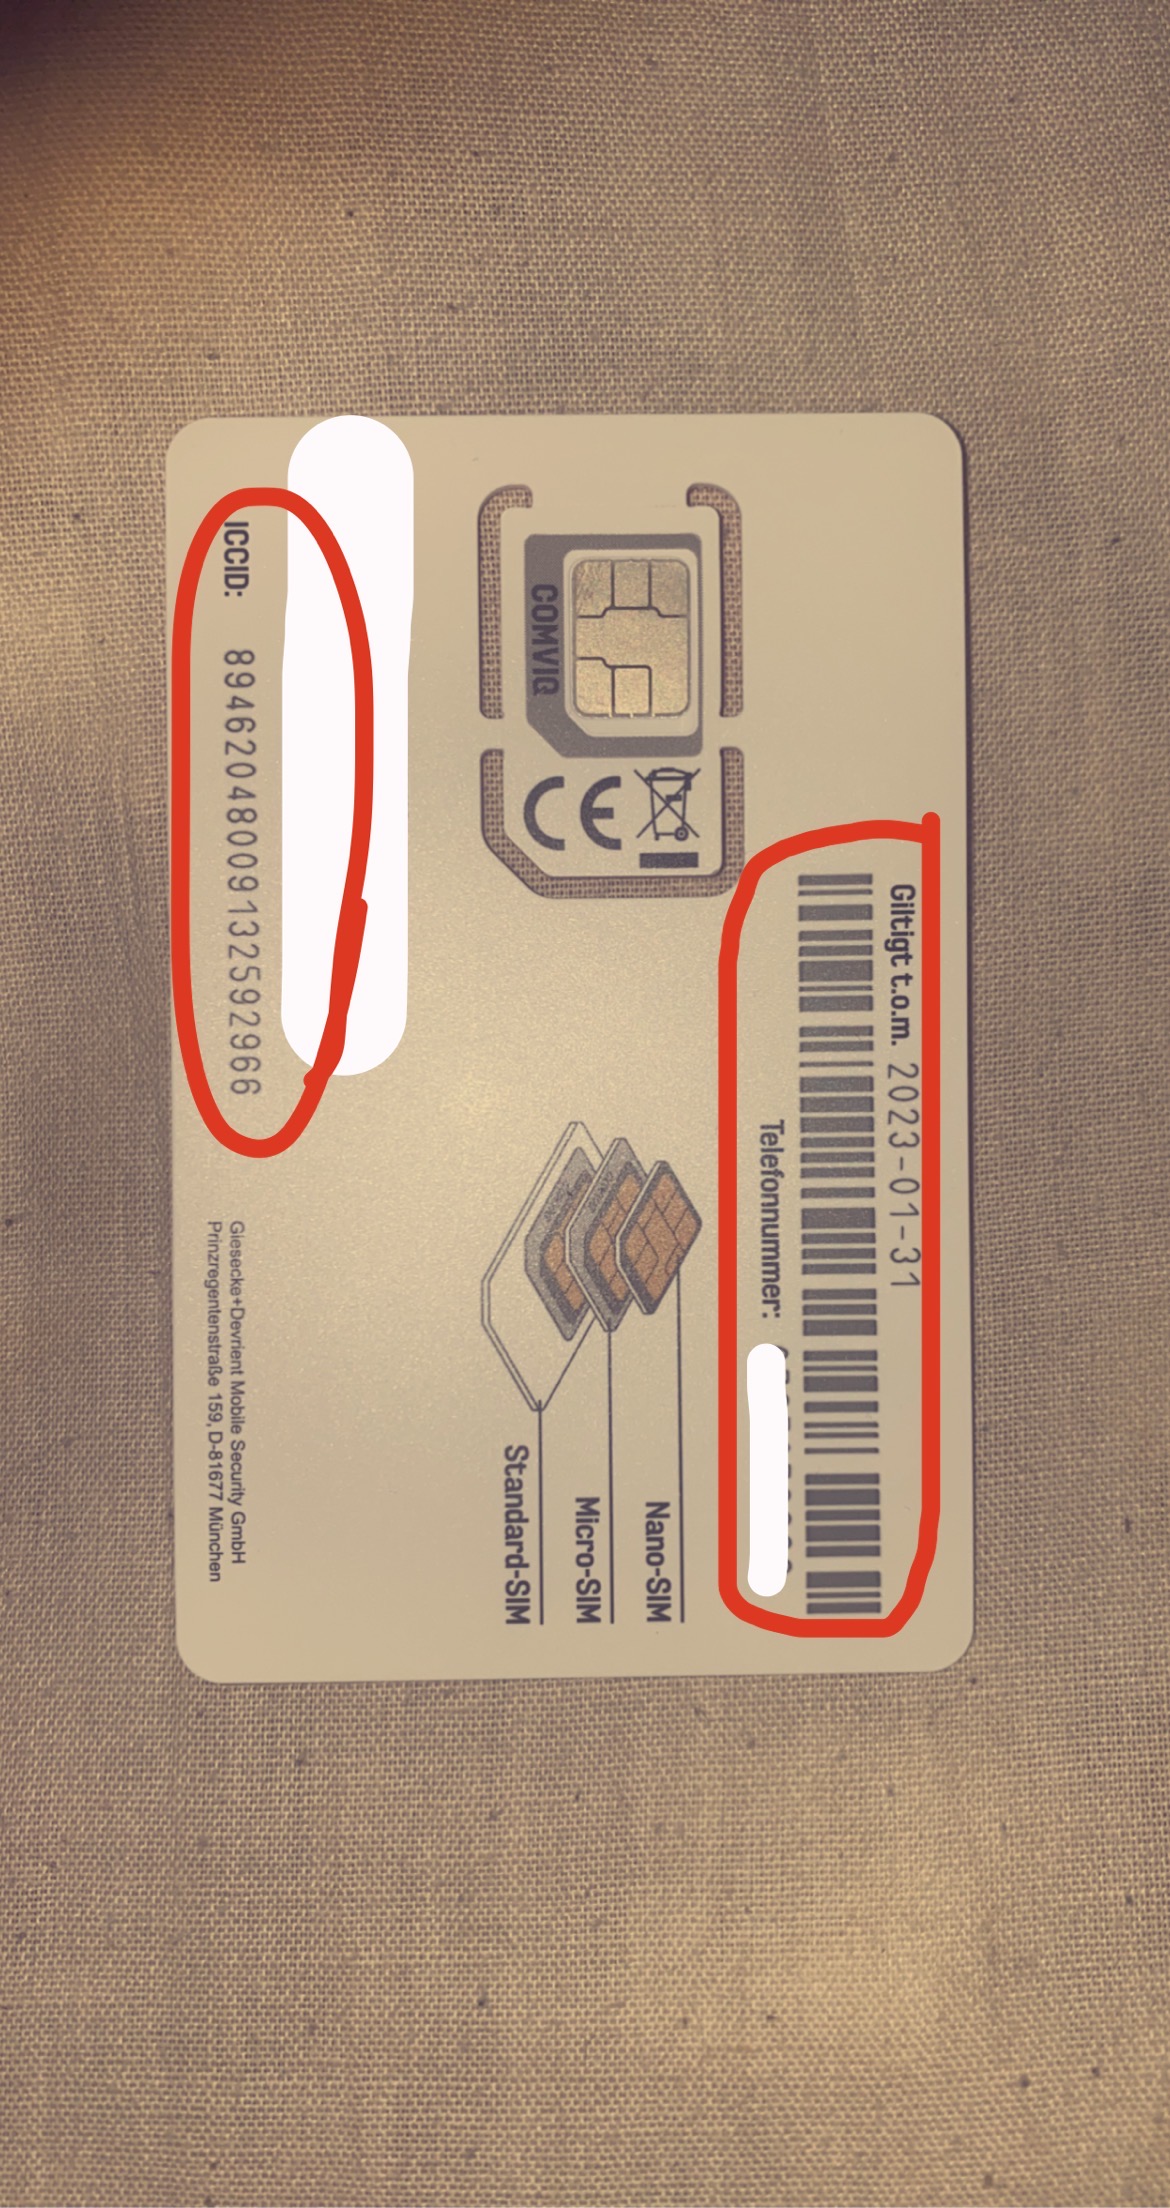 Giltigt t.o.m. 2023-01-31
Telefonnummer:
COMVIQ
CE
Nano-SIM
Micro-SIM
Standard-SIM
ICCID: 89462048009132592966
Giesecke+Devrient Mobile Security GmbH
Prinzregentenstraße 159, D-81677 München